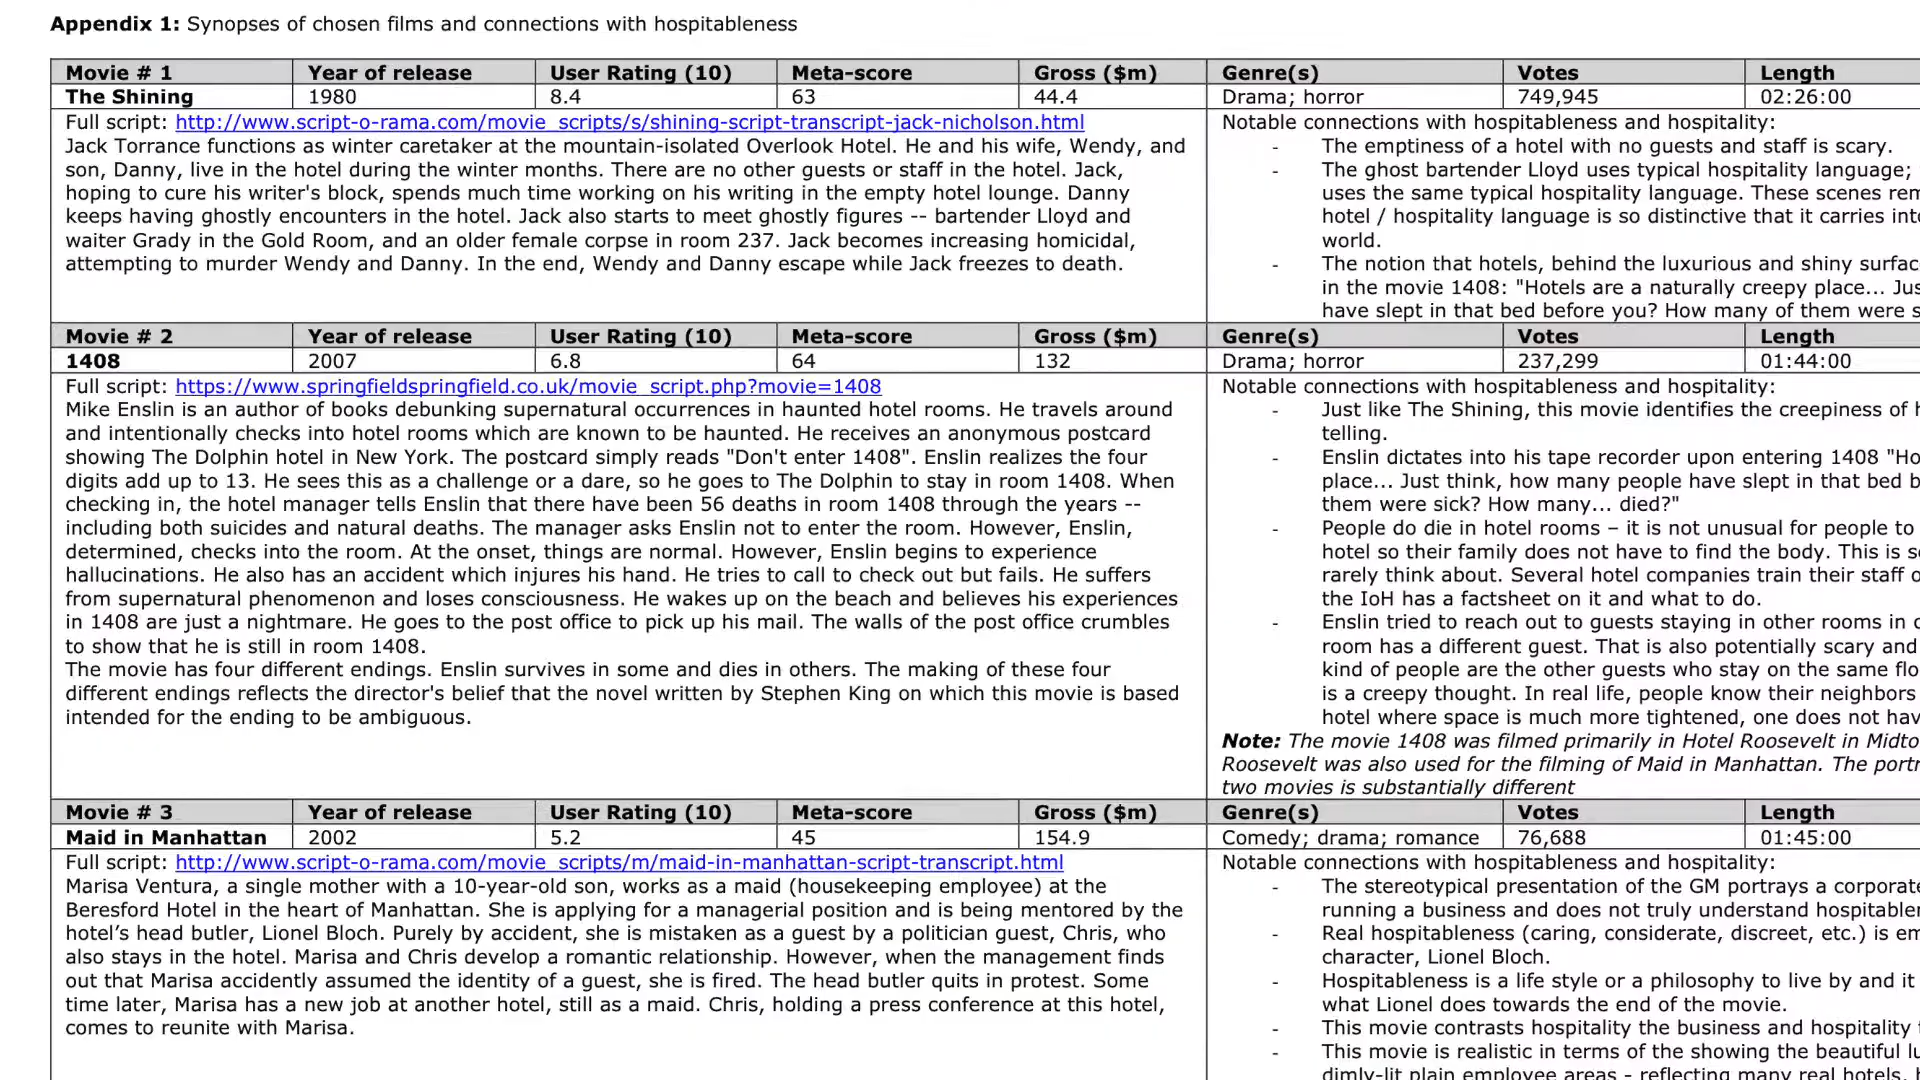 Appendix 1: Synopses of chosen films and connections with hospitableness
Movie # 1 Year of release User Rating (10) Meta-score Gross ($m) Genre(s) Votes Length
The Shining 1980 8.4 63 44.4 Drama; horror 749,945 02:26:00
Full script: http://www.script-o-rama.com/movie_scripts/s/shining-script-transcript-jack-nicholson.html
Jack Torrance functions as winter caretaker at the mountain-isolated Overlook Hotel. He and his wife, Wendy, and
son, Danny, live in the hotel during the winter months. There are no other guests or staff in the hotel. Jack,
hoping to cure his writer's block, spends much time working on his writing in the empty hotel lounge. Danny
keeps having ghostly encounters in the hotel. Jack also starts to meet ghostly figures -- bartender Lloyd and
waiter Grady in the Gold Room, and an older female corpse in room 237. Jack becomes increasing homicidal,
attempting to murder Wendy and Danny. In the end, Wendy and Danny escape while Jack freezes to death.
Notable connections with hospitableness and hospitality:
- The emptiness of a hotel with no guests and staff is scary.
- The ghost bartender Lloyd uses typical hospitality language;
uses the same typical hospitality language. These scenes rem
hotel / hospitality language is so distinctive that it carries int
world.
- The notion that hotels, behind the luxurious and shiny surfac
in the movie 1408: "Hotels are a naturally creepy place... Jus
have slept in that bed before you? How many of them were s
Movie # 2 Year of release User Rating (10) Meta-score Gross ($m) Genre(s) Votes Length
1408 2007 6.8 64 132 Drama; horror 237,299 01:44:00
Full script: https://www.springfieldspringfield.co.uk/movie_script.php?movie=1408
Mike Enslin is an author of books debunking supernatural occurrences in haunted hotel rooms. He travels around
and intentionally checks into hotel rooms which are known to be haunted. He receives an anonymous postcard
showing The Dolphin hotel in New York. The postcard simply reads "Don't enter 1408". Enslin realizes the four
digits add up to 13. He sees this as a challenge or a dare, so he goes to The Dolphin to stay in room 1408. When
checking in, the hotel manager tells Enslin that there have been 56 deaths in room 1408 through the years --
including both suicides and natural deaths. The manager asks Enslin not to enter the room. However, Enslin,
determined, checks into the room. At the onset, things are normal. However, Enslin begins to experience
hallucinations. He also has an accident which injures his hand. He tries to call to check out but fails. He suffers
from supernatural phenomenon and loses consciousness. He wakes up on the beach and believes his experiences
in 1408 are just a nightmare. He goes to the post office to pick up his mail. The walls of the post office crumbles
to show that he is still in room 1408.
The movie has four different endings. Enslin survives in some and dies in others. The making of these four
different endings reflects the director's belief that the novel written by Stephen King on which this movie is based
intended for the ending to be ambiguous.
Notable connections with hospitableness and hospitality:
- Just like The Shining, this movie identifies the creepiness of h
telling.
- Enslin dictates into his tape recorder upon entering 1408 "Ho
place... Just think, how many people have slept in that bed b
them were sick? How many... died?"
- People do die in hotel rooms – it is not unusual for people to
hotel so their family does not have to find the body. This is s
rarely think about. Several hotel companies train their staff o
the IoH has a factsheet on it and what to do.
- Enslin tried to reach out to guests staying in other rooms in o
room has a different guest. That is also potentially scary and
kind of people are the other guests who stay on the same flo
is a creepy thought. In real life, people know their neighbors
hotel where space is much more tightened, one does not hav
Note: The movie 1408 was filmed primarily in Hotel Roosevelt in Midto
Roosevelt was also used for the filming of Maid in Manhattan. The portr
two movies is substantially different
Movie # 3 Year of release User Rating (10) Meta-score Gross ($m) Genre(s) Votes Length
Maid in Manhattan 2002 5.2 45 154.9 Comedy; drama; romance 76,688 01:45:00
Full script: http://www.script-o-rama.com/movie_scripts/m/maid-in-manhattan-script-transcript.html
Marisa Ventura, a single mother with a 10-year-old son, works as a maid (housekeeping employee) at the
Beresford Hotel in the heart of Manhattan. She is applying for a managerial position and is being mentored by the
hotel’s head butler, Lionel Bloch. Purely by accident, she is mistaken as a guest by a politician guest, Chris, who
also stays in the hotel. Marisa and Chris develop a romantic relationship. However, when the management finds
out that Marisa accidently assumed the identity of a guest, she is fired. The head butler quits in protest. Some
time later, Marisa has a new job at another hotel, still as a maid. Chris, holding a press conference at this hotel,
comes to reunite with Marisa.
Notable connections with hospitableness and hospitality:
- The stereotypical presentation of the GM portrays a corporate
running a business and does not truly understand hospitabler
- Real hospitableness (caring, considerate, discreet, etc.) is em
character, Lionel Bloch.
- Hospitableness is a life style or a philosophy to live by and it
what Lionel does towards the end of the movie.
- This movie contrasts hospitality the business and hospitality
- This movie is realistic in terms of the showing the beautiful lu
dimly-lit plain employee areas - reflecting many real hotels,